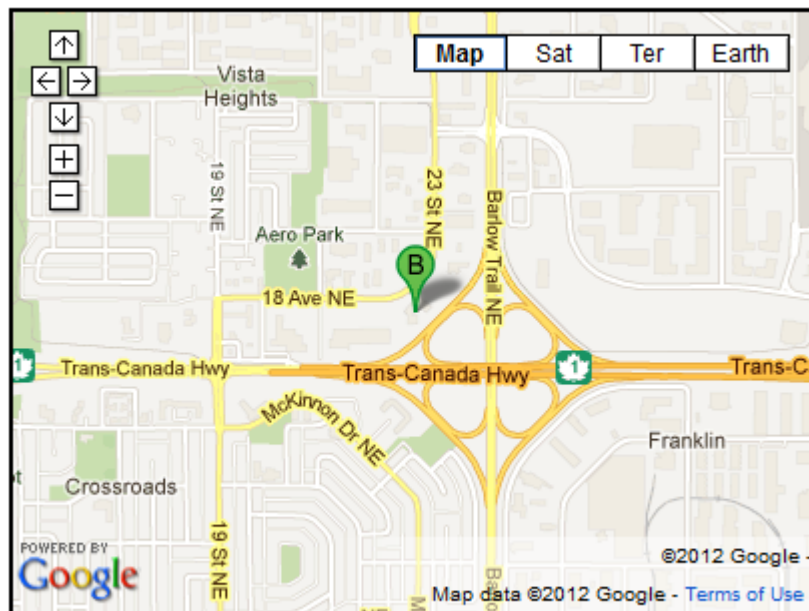 Map
Sat
Ter
Earth
Vista
Heights
19 St NE
23 St NE
Barlow Trail NE
Aero Park
B
18 Ave NE
1
Trans-Canada Hwy
Trans-Canada Hwy
1
Trans-C
McKinnon Dr NE
Franklin
Crossroads
19 St NE
POWERED BY
Google
©2012 Google -
Map data ©2012 Google - Terms of Use